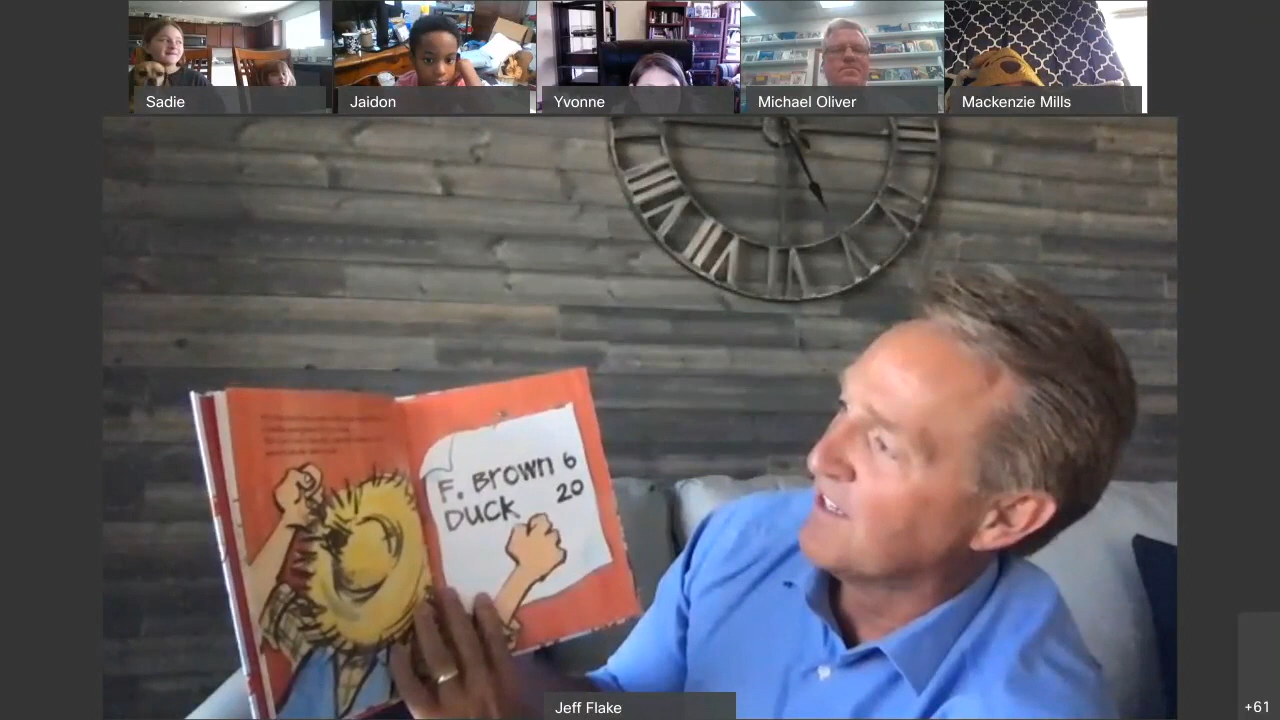 Sadie
Jaidon
Yvonne
Michael Oliver
Mackenzie Mills
F. BROWN 6
DUCK 20
Jeff Flake
+61